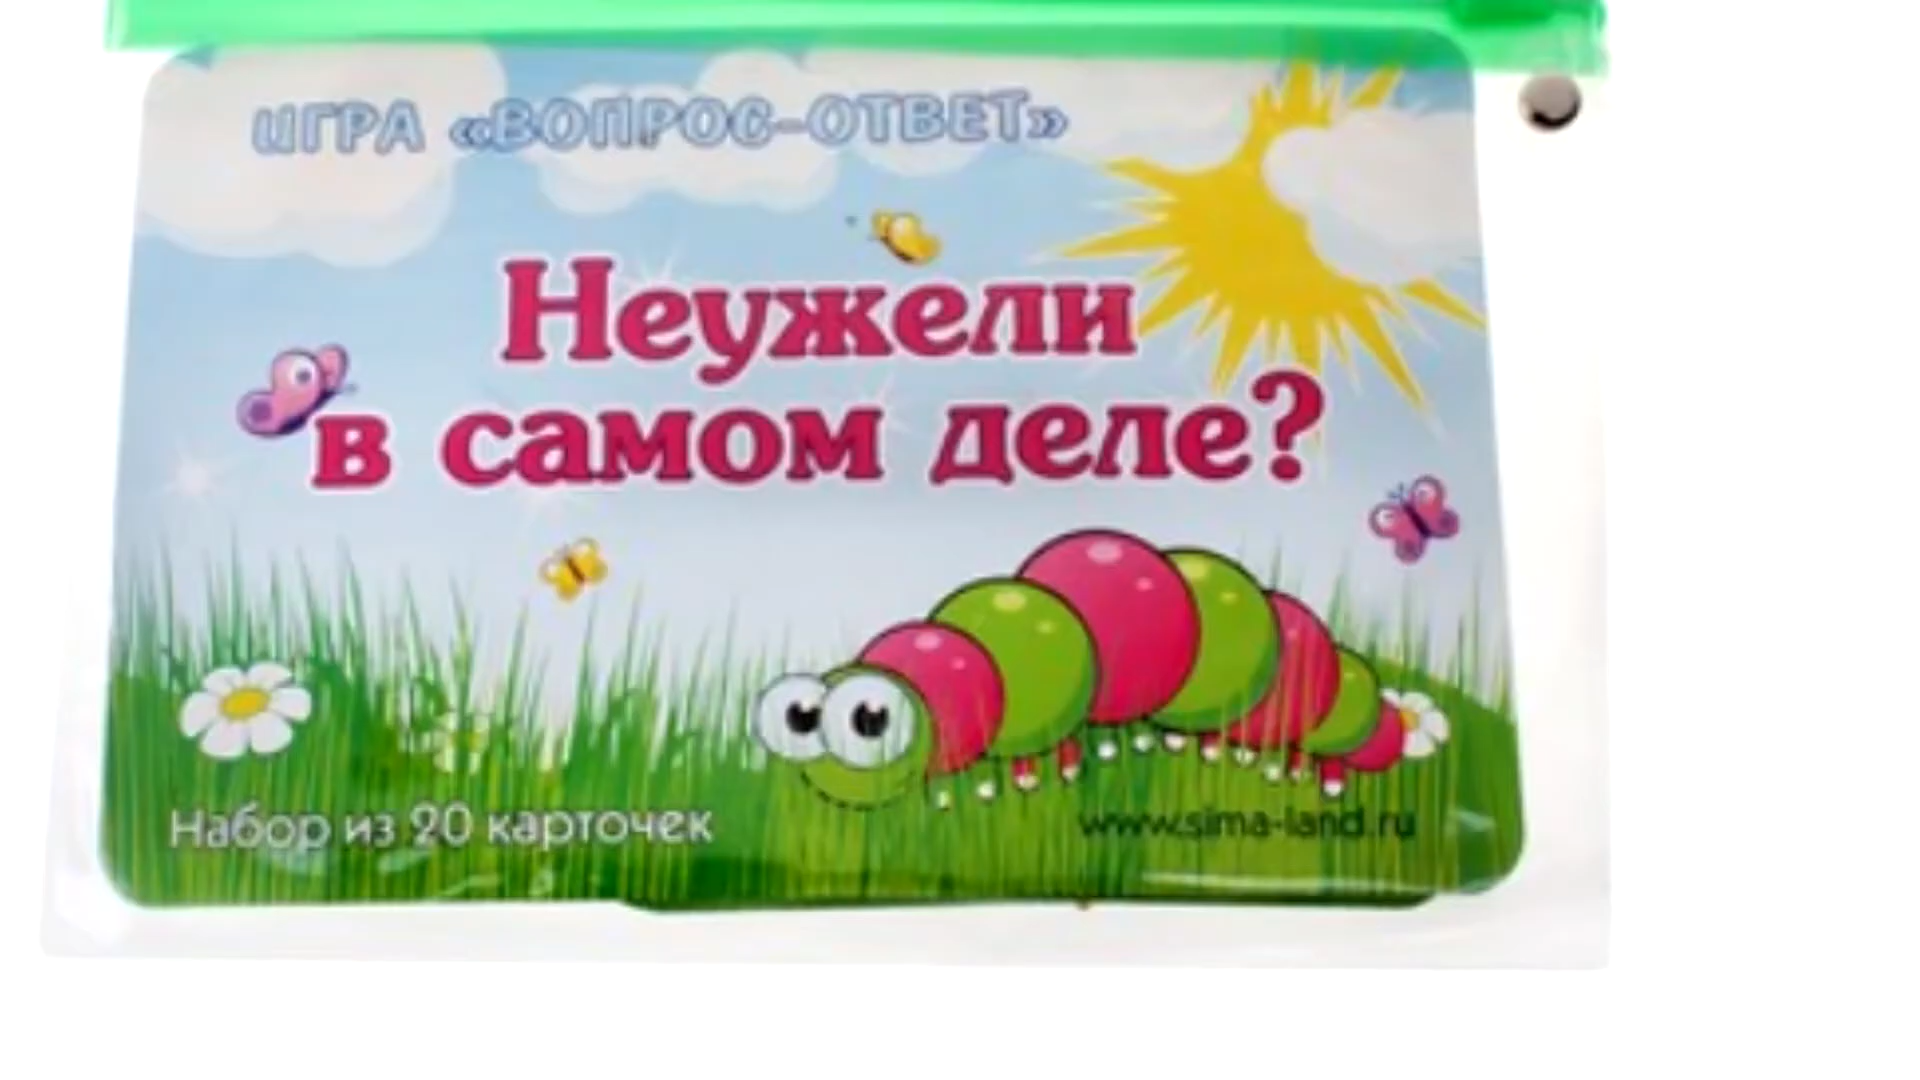 ИГРА «ВОПРОС-ОТВЕТ»
Неужели
в самом деле?
Набор из 20 карточек
www.sima-land.ru